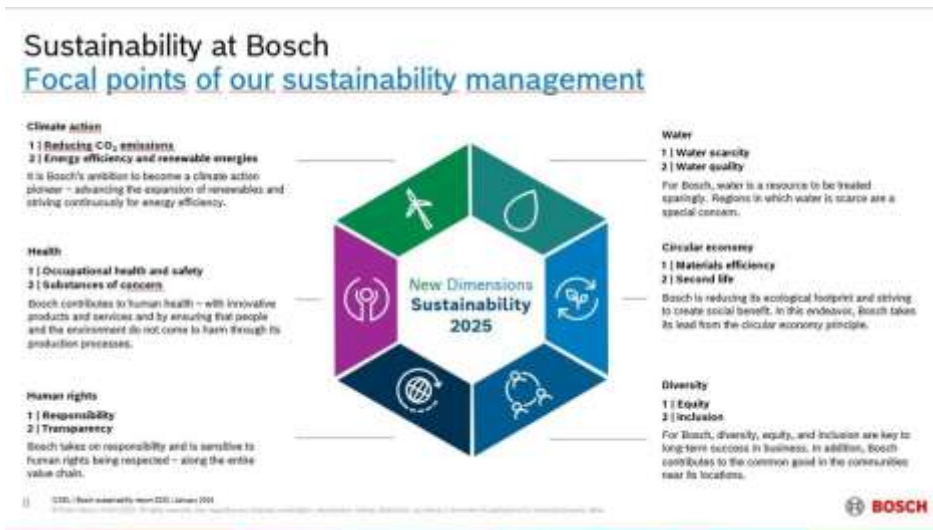 Sustainability at Bosch
Focal points of our sustainability management
Climate action
1 | Reducing CO₂ emissions
2 | Energy efficiency and renewable energies
It is Bosch's ambition to become a climate action
pioneer – advancing the expansion of renewables and
striving continuously for energy efficiency.
Health
1 | Occupational health and safety
2 | Substances of concern
Bosch contributes to human health – with innovative
products and services and by ensuring that people
and the environment do not come to harm through its
production processes.
Human rights
1 | Responsibility
2 | Transparency
Bosch takes on responsibility and is sensitive to
human rights being respected – along the entire
value chain.
New Dimensions
Sustainability
2025
Water
1 | Water scarcity
2 | Water quality
For Bosch, water is a resource to be treated
sparingly. Regions in which water is scarce are a
special concern.
Circular economy
1 | Materials efficiency
2 | Second life
Bosch is reducing its ecological footprint and striving
to create social benefit. In this endeavor, Bosch takes
its lead from the circular economy principle.
Diversity
1 | Equity
2 | Inclusion
For Bosch, diversity, equity, and inclusion are key to
long-term success in business. In addition, Bosch
contributes to the common good in the communities
near its locations.
BOSCH